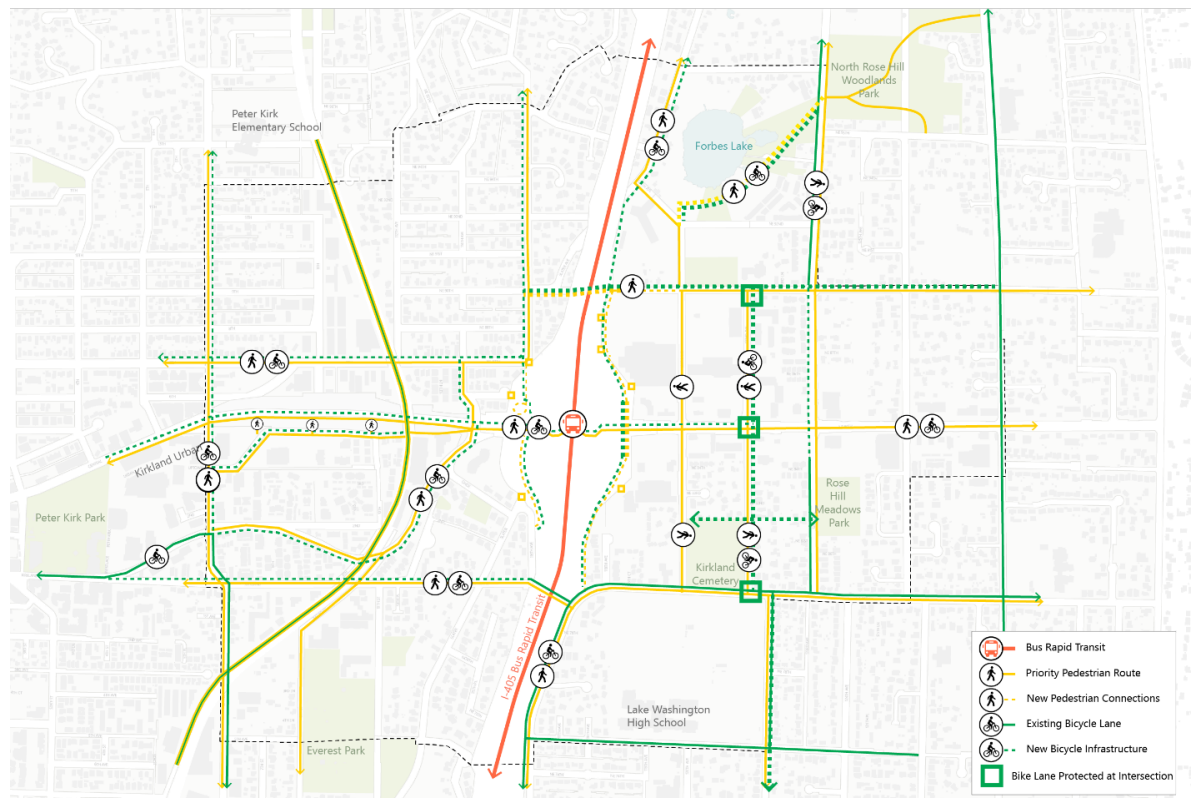 North Rose Hill
Woodlands
Park
Peter Kirk
Elementary School
Forbes Lake
Kirkland Urban
Rose
Hill
Meadows
Park
Peter Kirk Park
Kirkland
Cemetery
I-405 Bus Rapid Transit
Lake Washington
High School
Everest Park
Bus Rapid Transit
Priority Pedestrian Route
New Pedestrian Connections
Existing Bicycle Lane
New Bicycle Infrastructure
Bike Lane Protected at Intersection